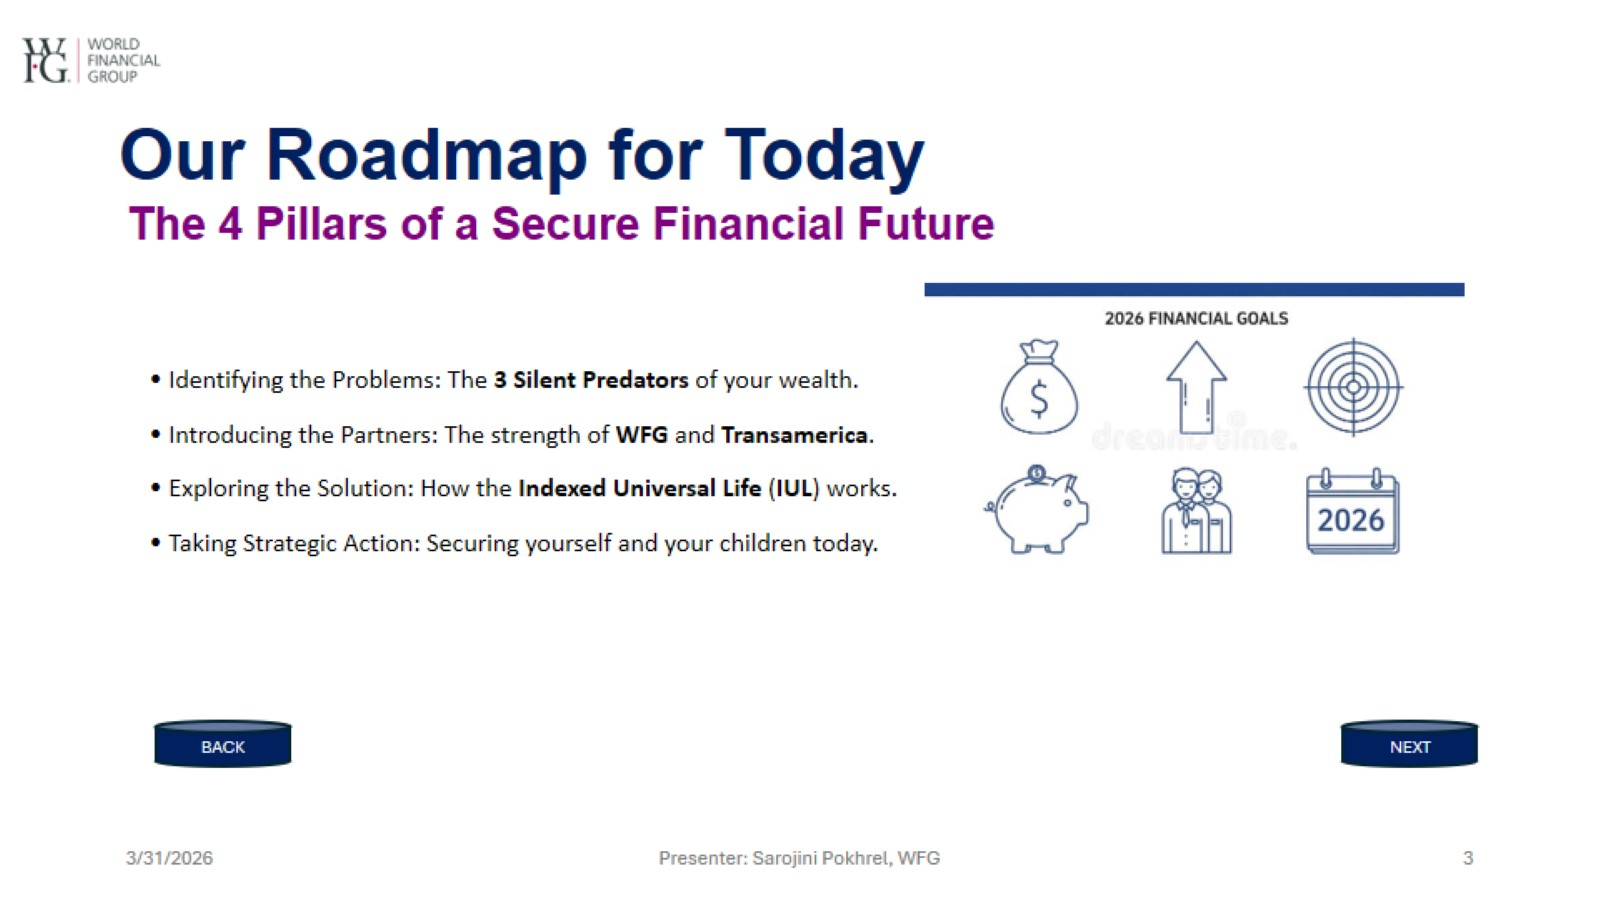 WFG. WORLD
FINANCIAL
GROUP
Our Roadmap for Today
The 4 Pillars of a Secure Financial Future
2026 FINANCIAL GOALS
• Identifying the Problems: The 3 Silent Predators of your wealth.
• Introducing the Partners: The strength of WFG and Transamerica.
• Exploring the Solution: How the Indexed Universal Life (IUL) works.
• Taking Strategic Action: Securing yourself and your children today.
$
dreamstime.
2026
BACK
NEXT
3/31/2026
Presenter: Sarojini Pokhrel, WFG
3